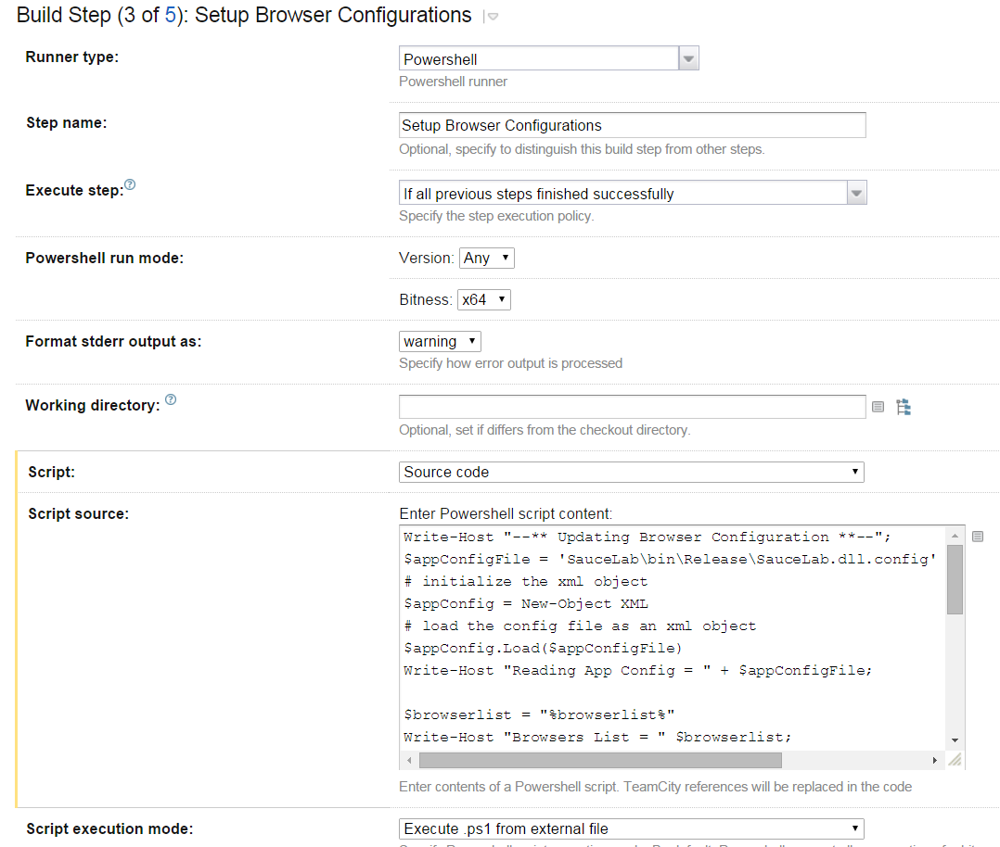 Build Step (3 of 5): Setup Browser Configurations
Runner type:
Powershell
Powershell runner
Step name:
Setup Browser Configurations
Optional, specify to distinguish this build step from other steps.
Execute step:
If all previous steps finished successfully
Specify the step execution policy.
Powershell run mode:
Version: Any
Bitness: x64
Format stderr output as:
warning
Specify how error output is processed
Working directory:
Optional, set if differs from the checkout directory.
Script:
Source code
Script source:
Enter Powershell script content:
Write-Host "--** Updating Browser Configuration **--";
$appConfigFile = 'SauceLab\bin\Release\SauceLab.dll.config'
# initialize the xml object
$appConfig = New-Object XML
# load the config file as an xml object
$appConfig.Load($appConfigFile)
Write-Host "Reading App Config = " + $appConfigFile;
$browserlist = "%browserlist%"
Write-Host "Browsers List = " $browserlist;
Enter contents of a Powershell script. TeamCity references will be replaced in the code
Script execution mode:
Execute .ps1 from external file